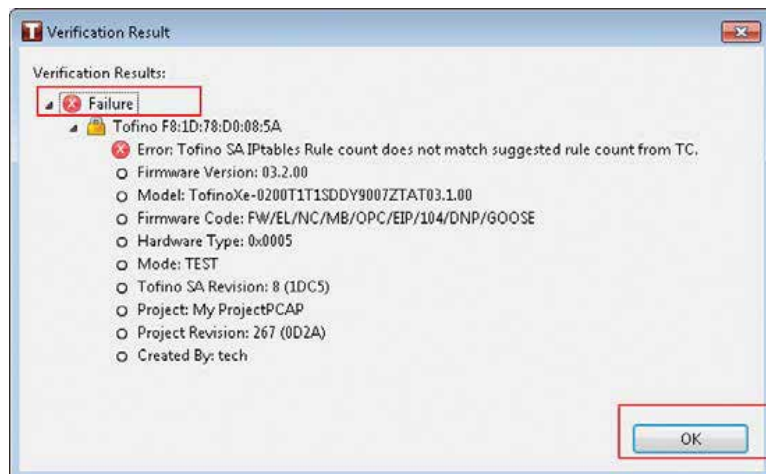 Verification Result
Verification Results:
Failure
Tofino F8:1D:78:D0:08:5A
Error: Tofino SA IPtables Rule count does not match suggested rule count from TC.
Firmware Version: 03.2.00
Model: TofinoXe-0200T1T1SDDY9007ZTAT03.1.00
Firmware Code: FW/EL/NC/MB/OPC/EIP/104/DNP/GOOSE
Hardware Type: 0x0005
Mode: TEST
Tofino SA Revision: 8 (1DC5)
Project: My ProjectPCAP
Project Revision: 267 (0D2A)
Created By: tech
OK